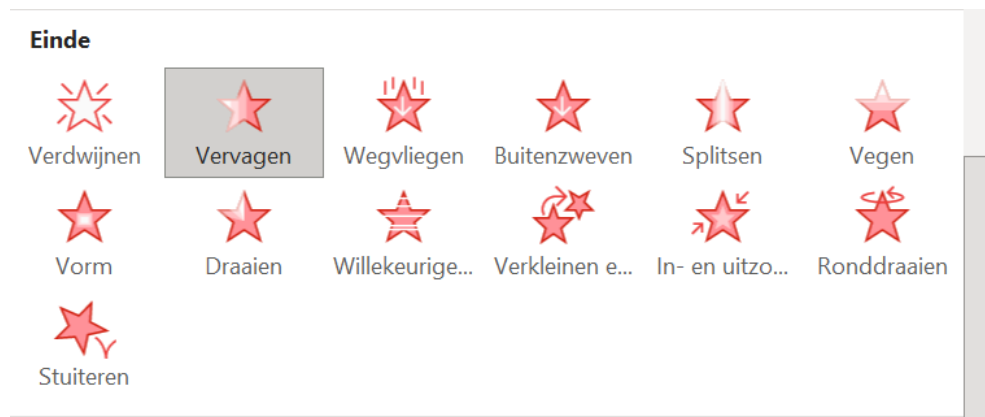 Einde
Verdwijnen Vervagen Wegvliegen Buitenzweven Splitsen Vegen
Vorm Draaien Willekeurige... Verkleinen e... In- en uitzo... Ronddraaien
Stuiteren